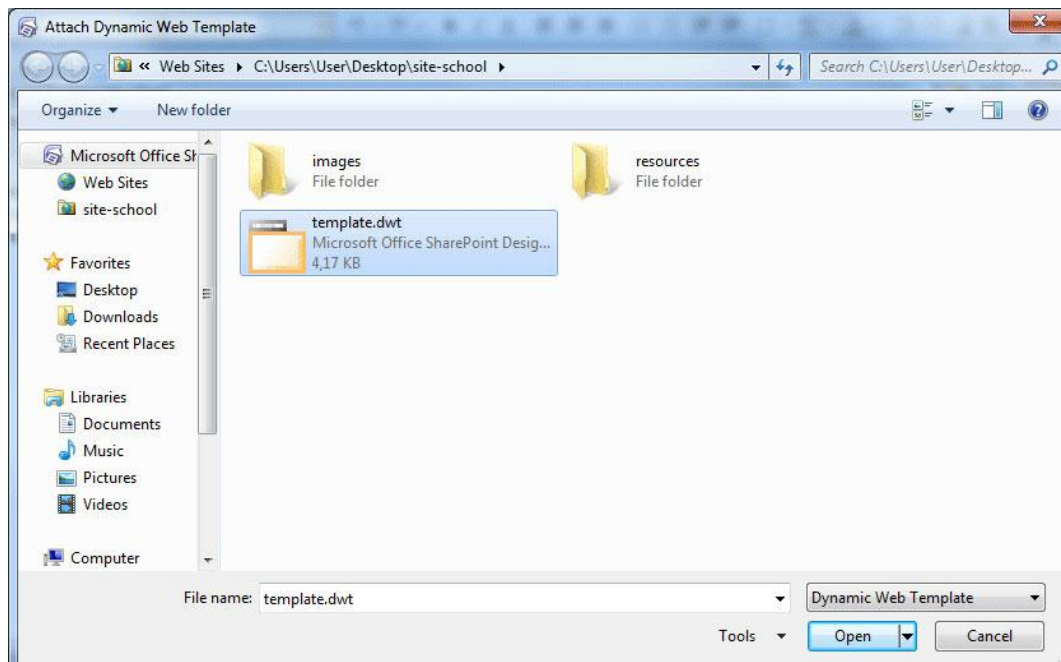 Attach Dynamic Web Template
x
« Web Sites ▸ C:\Users\User\Desktop\site-school ▸
Search C:\Users\User\Desktop...
Organize ▾ New folder
Microsoft Office Sh
Web Sites
site-school
Favorites
Desktop
Downloads
Recent Places
Libraries
Documents
Music
Pictures
Videos
Computer
images
File folder
resources
File folder
template.dwt
Microsoft Office SharePoint Desig...
4,17 KB
File name: template.dwt
Dynamic Web Template
Tools
Open
Cancel